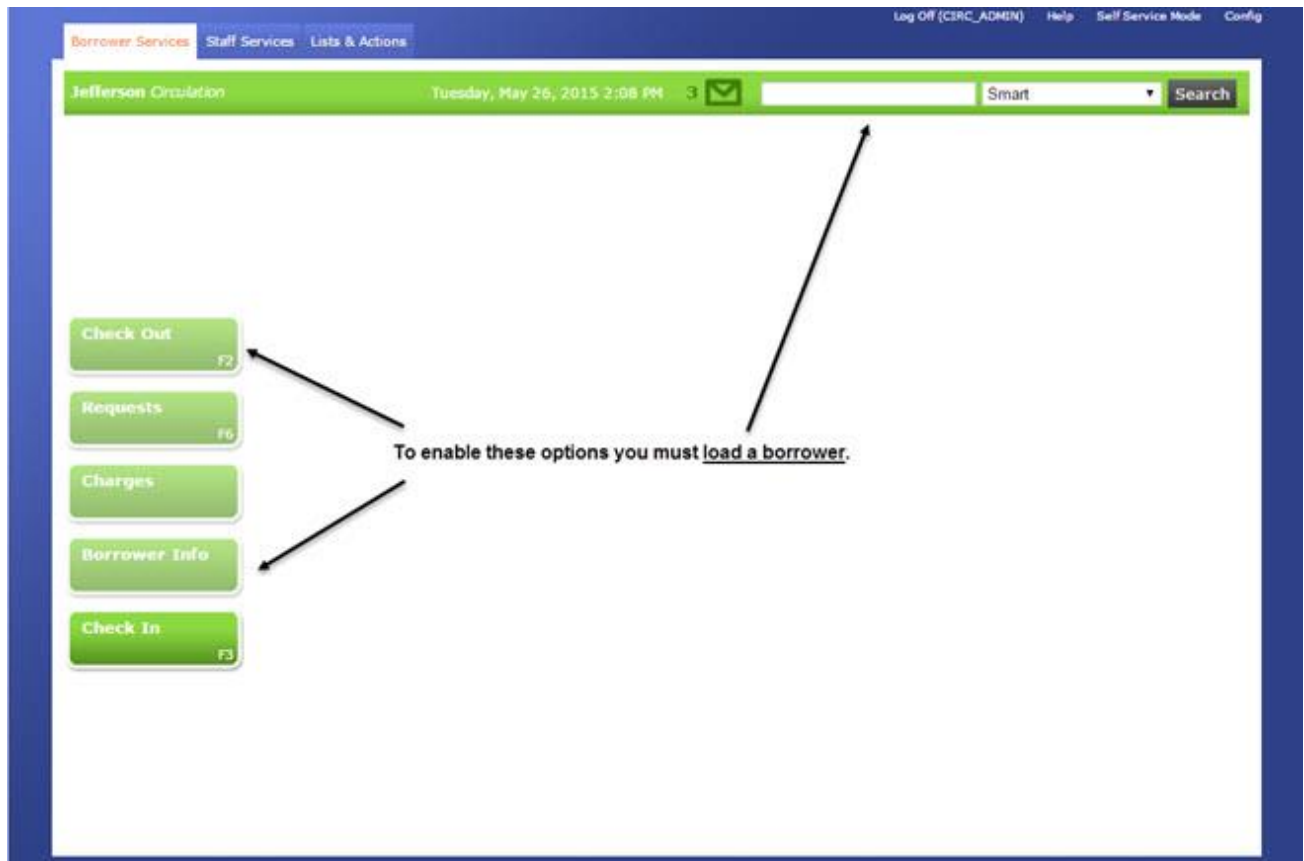 Log Off (CIRC_ADMIN) Help Self Service Mode Config
Borrower Services Staff Services Lists & Actions
Jefferson Circulation Tuesday, May 26, 2015 2:08 PM 3 Smart Search
Check Out
F2
Requests
F6
To enable these options you must load a borrower.
Charges
Borrower Info
Check In
F3